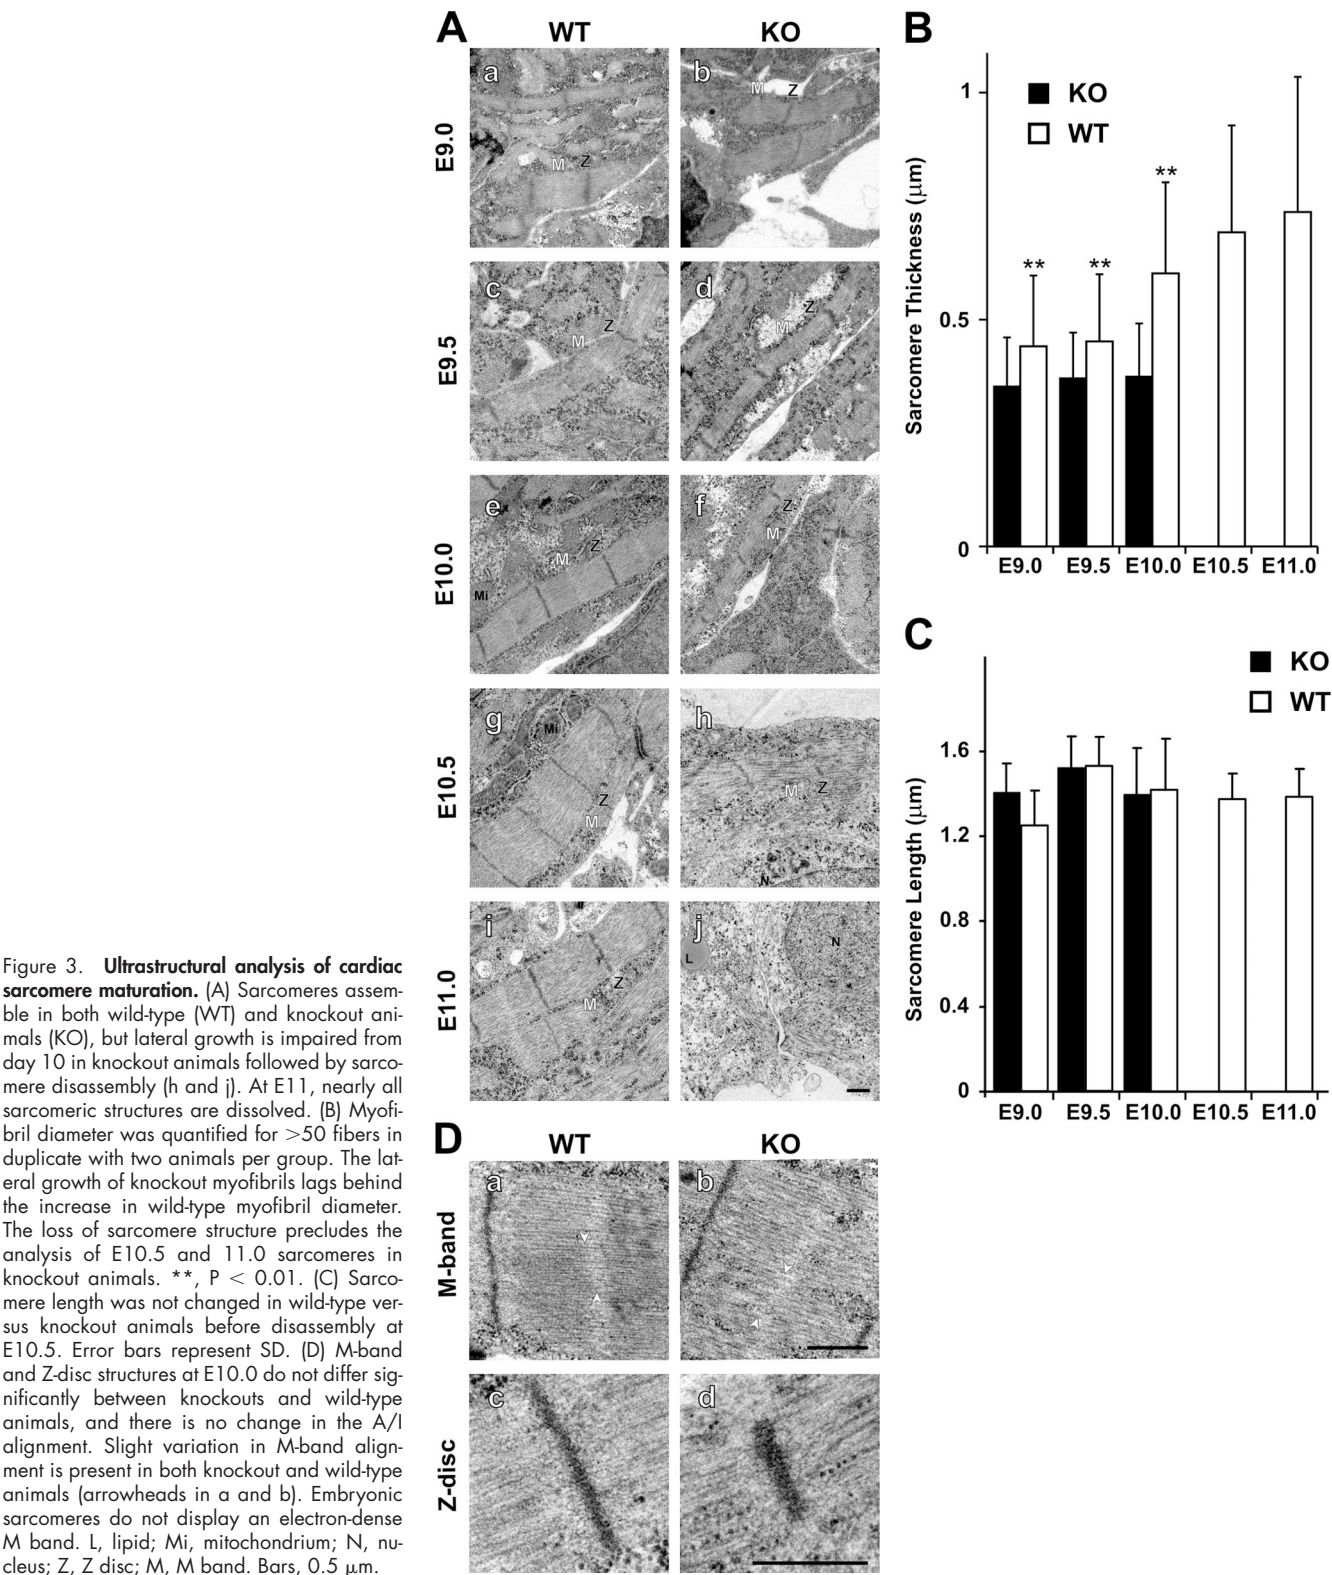 A
WT
KO
E9.0
a
M
Z
b
M
Z
E9.5
c
M
Z
d
M
Z
E10.0
e
M
Z
Mi
f
Z
M
E10.5
g
Mi
Z
M
h
M
Z
N
E11.0
i
Z
M
j
L
N
B
KO
WT
Sarcomere Thickness (μm)
1
0.5
0
**
**
**
E9.0 E9.5 E10.0 E10.5 E11.0
C
KO
WT
Sarcomere Length (μm)
1.6
1.2
0.8
0.4
0
E9.0 E9.5 E10.0 E10.5 E11.0
D
WT
KO
M-band
a
b
Z-disc
c
d
Figure 3. Ultrastructural analysis of cardiac
sarcomere maturation. (A) Sarcomeres assem-
ble in both wild-type (WT) and knockout ani-
mals (KO), but lateral growth is impaired from
day 10 in knockout animals followed by sarco-
mere disassembly (h and j). At E11, nearly all
sarcomeric structures are dissolved. (B) Myofi-
bril diameter was quantified for >50 fibers in
duplicate with two animals per group. The lat-
eral growth of knockout myofibrils lags behind
the increase in wild-type myofibril diameter.
The loss of sarcomere structure precludes the
analysis of E10.5 and 11.0 sarcomeres in
knockout animals. **, P < 0.01. (C) Sarco-
mere length was not changed in wild-type ver-
sus knockout animals before disassembly at
E10.5. Error bars represent SD. (D) M-band
and Z-disc structures at E10.0 do not differ sig-
nificantly between knockouts and wild-type
animals, and there is no change in the A/I
alignment. Slight variation in M-band align-
ment is present in both knockout and wild-type
animals (arrowheads in a and b). Embryonic
sarcomeres do not display an electron-dense
M band. L, lipid; Mi, mitochondrium; N, nu-
cleus; Z, Z disc; M, M band. Bars, 0.5 μm.